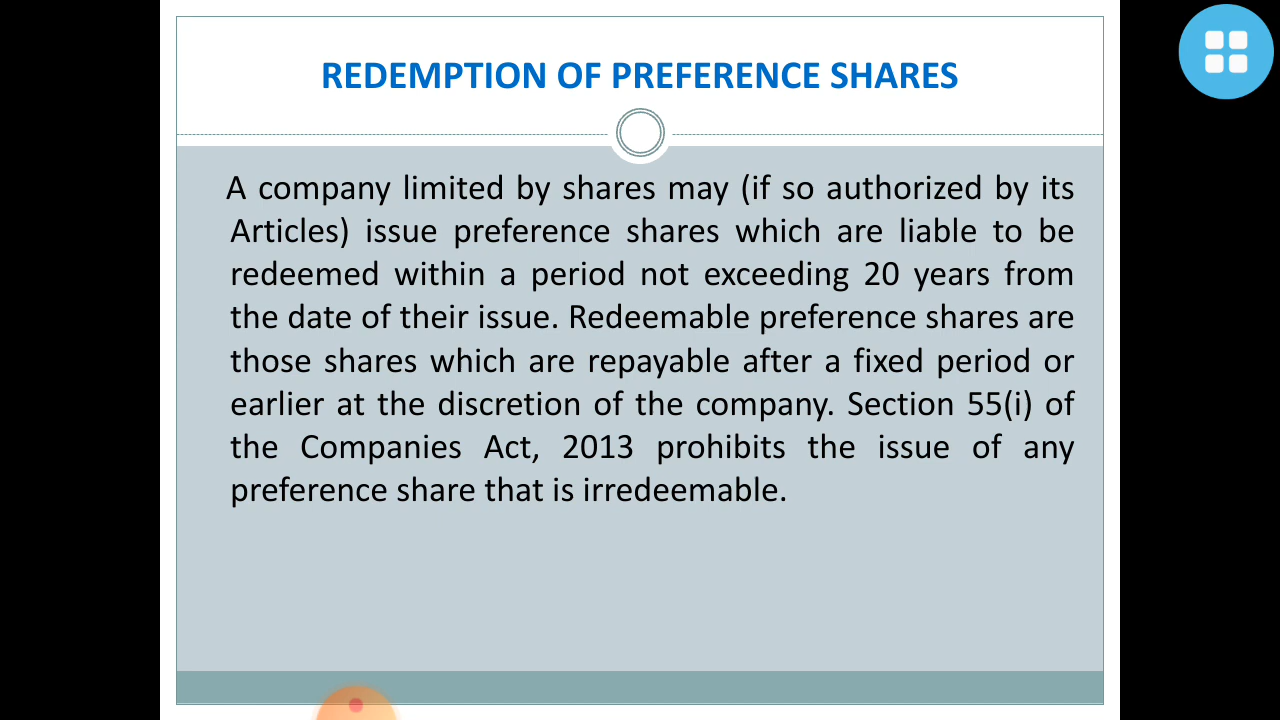 REDEMPTION OF PREFERENCE SHARES
A company limited by shares may (if so authorized by its
Articles) issue preference shares which are liable to be
redeemed within a period not exceeding 20 years from
the date of their issue. Redeemable preference shares are
those shares which are repayable after a fixed period or
earlier at the discretion of the company. Section 55(i) of
the Companies Act, 2013 prohibits the issue of any
preference share that is irredeemable.